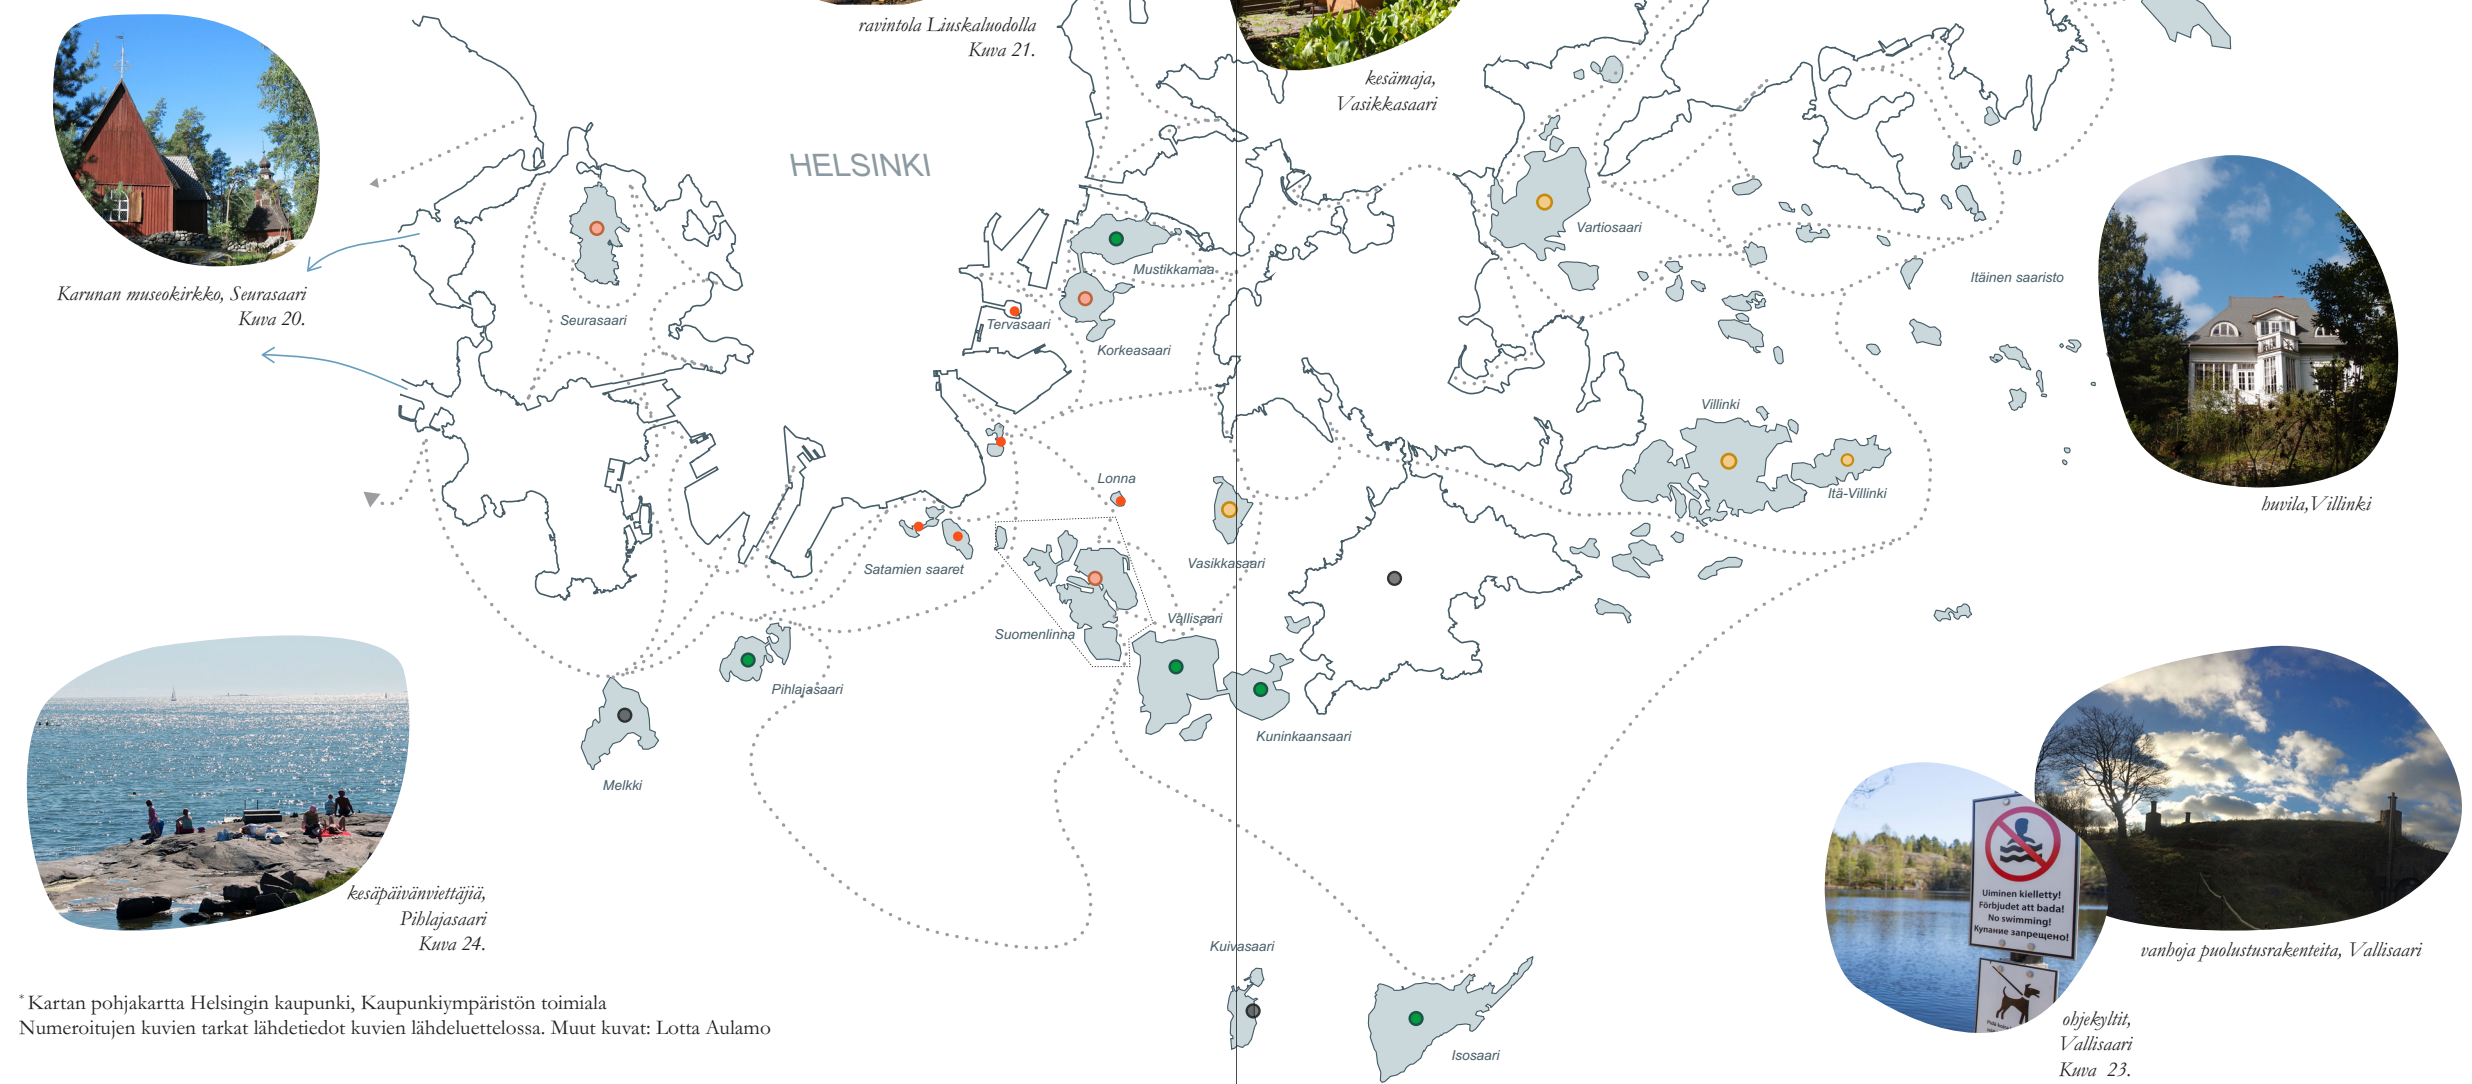 ravintola Liuskaluodolla
Kuva 21.
kesämaja,
Vasikkasaari
HELSINKI
Karunan museokirkko, Seurasaari
Kuva 20.
Seurasaari
Mustikkamaa
Tervasaari
Korkeasaari
Vartiosaari
Itäinen saaristo
Villinki
Itä-Villinki
huvila, Villinki
Lonna
Vasikkasaari
Satamien saaret
Suomenlinna
Vallisaari
Pihlajasaari
Kuninkaansaari
Melkki
kesäpäivänviettäjiä,
Pihlajasaari
Kuva 24.
Uiminen kielletty!
Förbjudet att bada!
No swimming!
Купание запрещено!
vanhoja puolustusrakenteita, Vallisaari
ohjekyltit,
Vallisaari
Kuva 23.
Kuivasaari
Isosaari
* Kartan pohjakartta Helsingin kaupunki, Kaupunkiympäristön toimiala
Numeroitujen kuvien tarkat lähdetiedot kuvien lähdeluettelossa. Muut kuvat: Lotta Aulamo